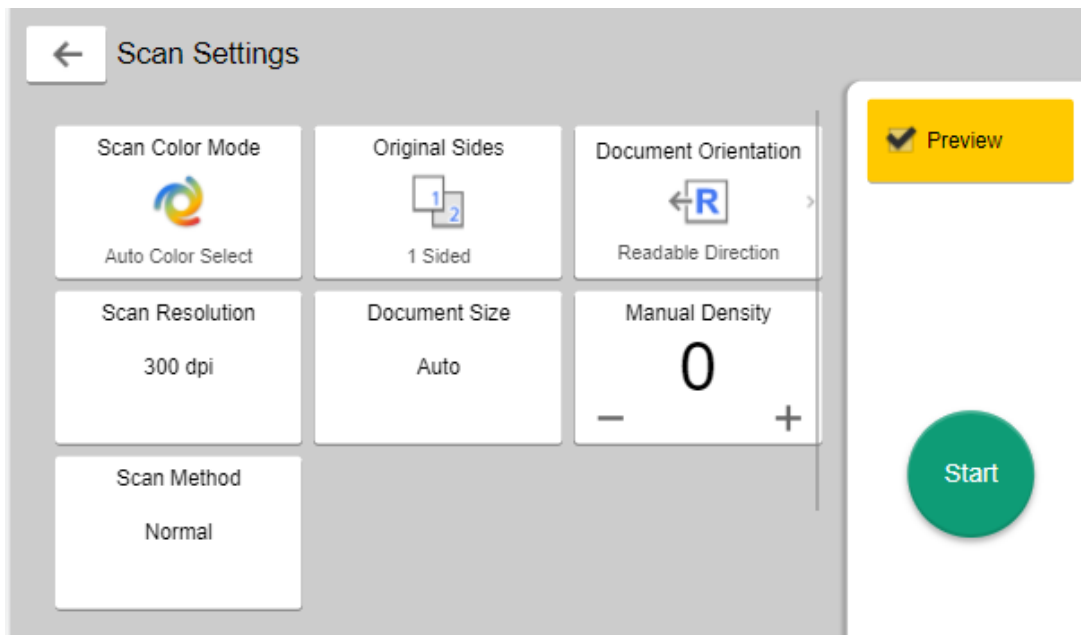 Scan Settings
Scan Color Mode
Auto Color Select
Original Sides
1
2
1 Sided
Document Orientation
R
Readable Direction
Scan Resolution
300 dpi
Document Size
Auto
Manual Density
0
Scan Method
Normal
Preview
Start